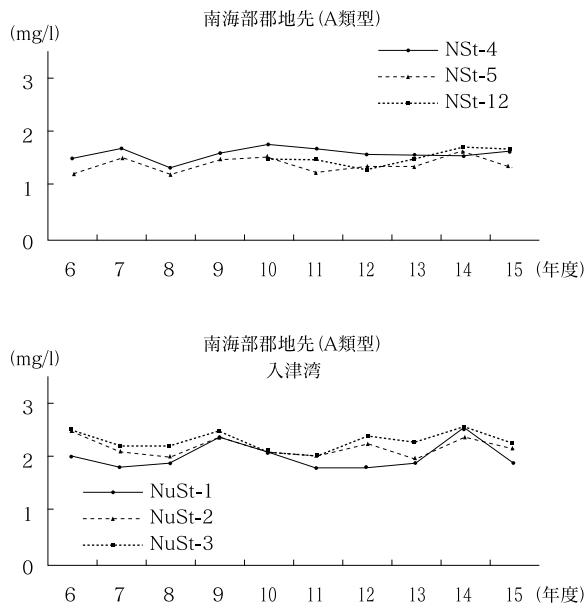 南海部郡地先(A類型)
(mg/l)
NSt-4
NSt-5
NSt-12
3
2
1
0
6 7 8 9 10 11 12 13 14 15 (年度)
南海部郡地先(A類型)
入津湾
(mg/l)
3
2
1
0
NuSt-1
NuSt-2
NuSt-3
6 7 8 9 10 11 12 13 14 15 (年度)